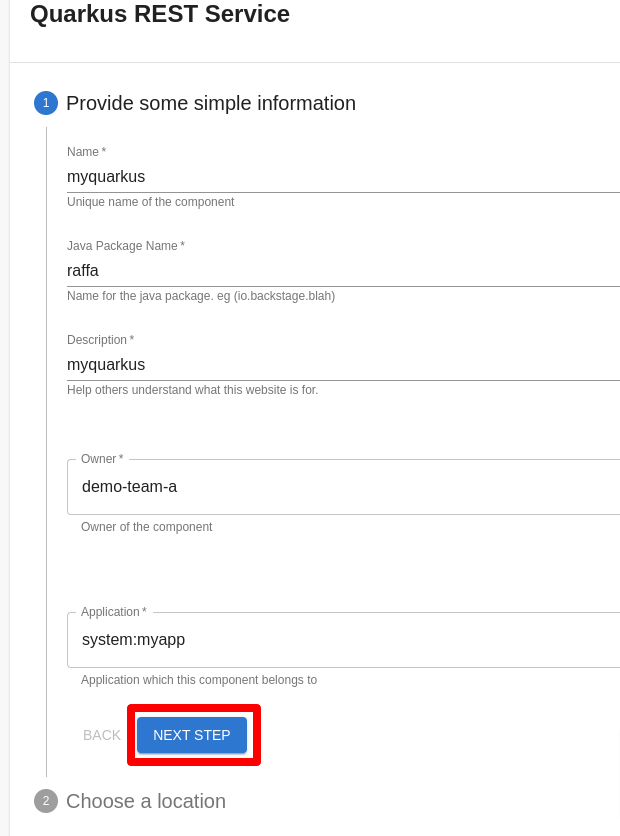 Quarkus REST Service
1 Provide some simple information
Name *
myquarkus
Unique name of the component
Java Package Name *
raffa
Name for the java package. eg (io.backstage.blah)
Description *
myquarkus
Help others understand what this website is for.
Owner *
demo-team-a
Owner of the component
Application *
system:myapp
Application which this component belongs to
BACK NEXT STEP
2 Choose a location